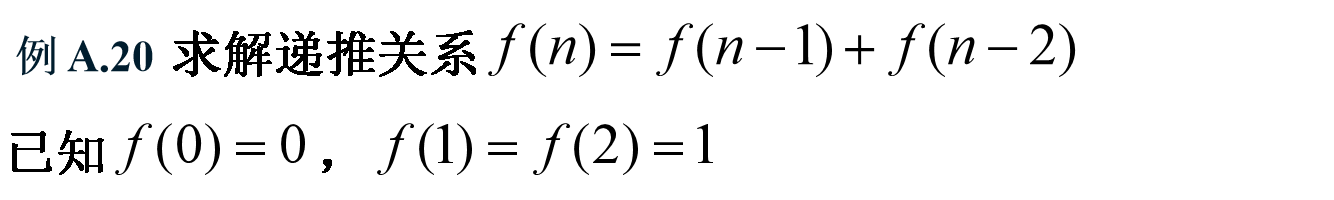 例 A.20 求解递推关系 f(n) = f(n−1) + f(n−2)
已知 f(0) = 0， f(1) = f(2) = 1